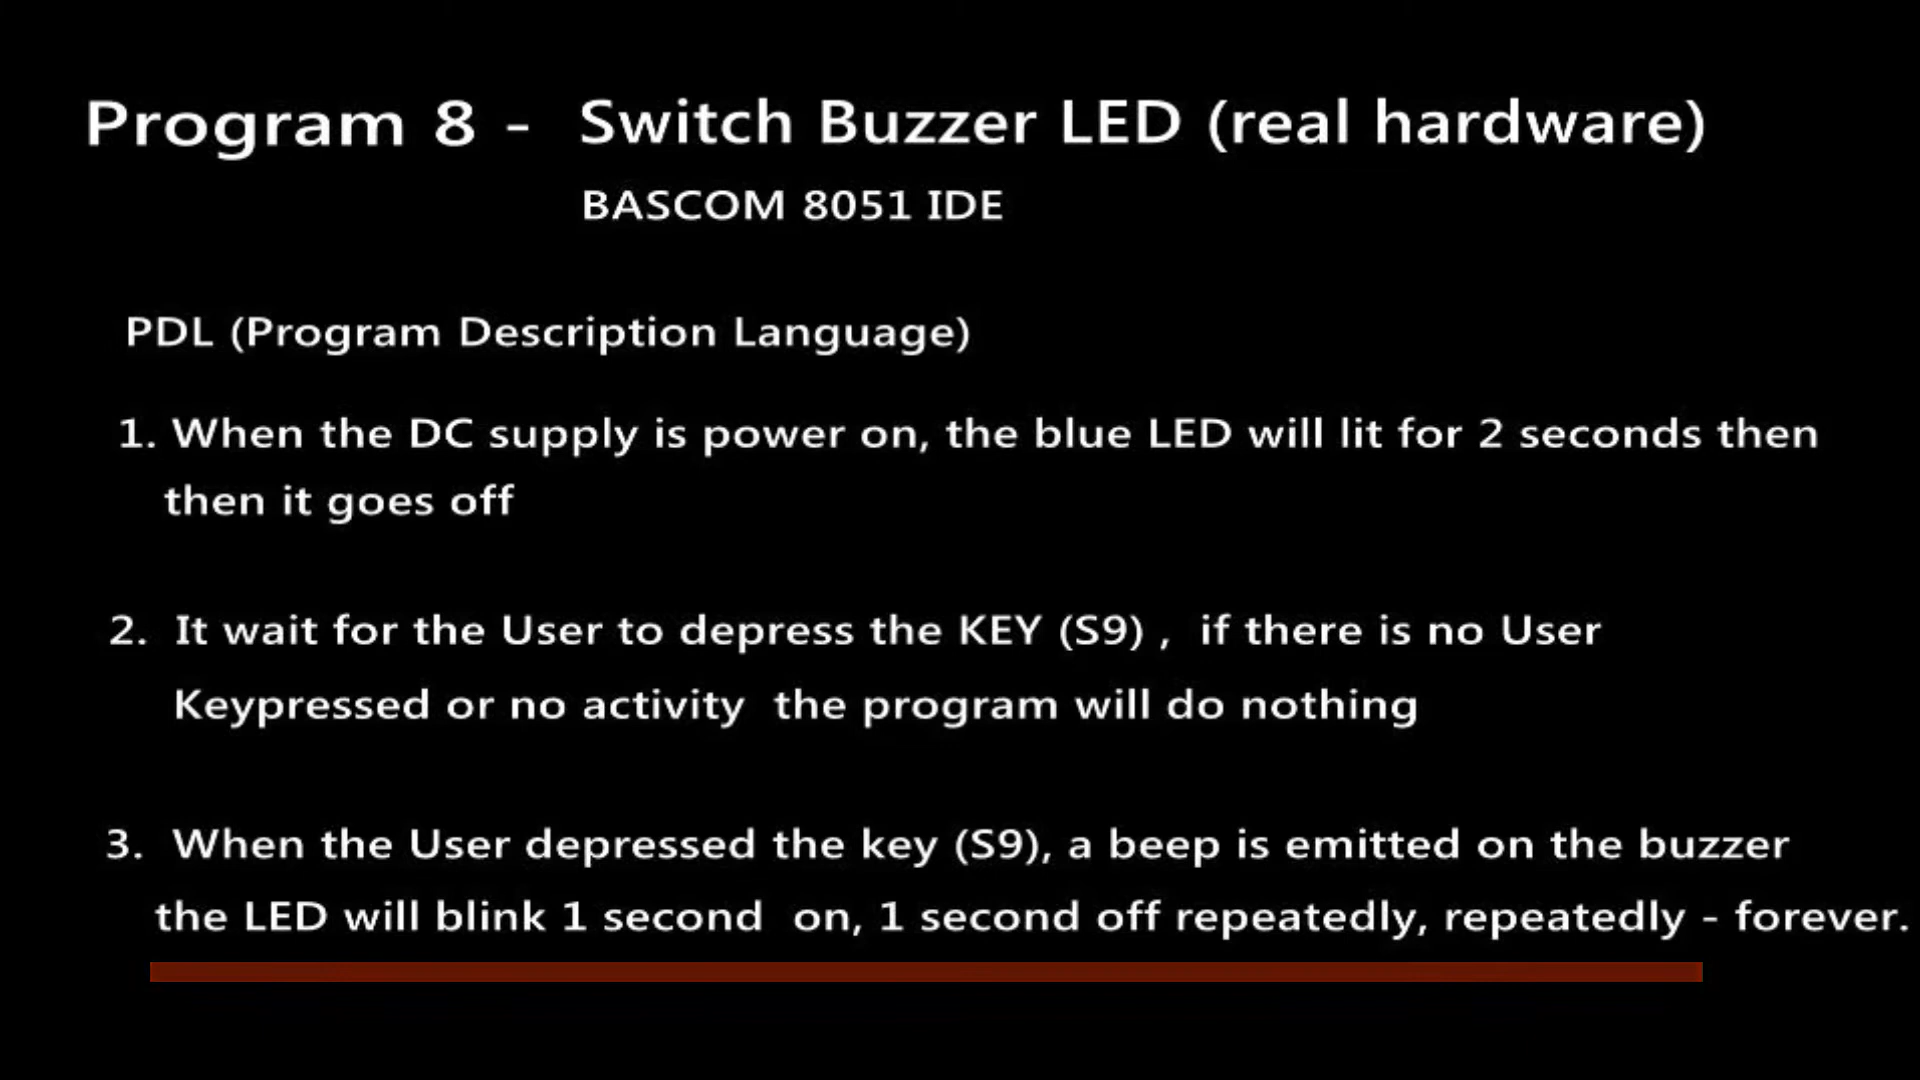 Program 8 - Switch Buzzer LED (real hardware)
BASCOM 8051 IDE
PDL (Program Description Language)
1. When the DC supply is power on, the blue LED will lit for 2 seconds then
then it goes off
2. It wait for the User to depress the KEY (S9) , if there is no User
Keypressed or no activity the program will do nothing
3. When the User depressed the key (S9), a beep is emitted on the buzzer
the LED will blink 1 second on, 1 second off repeatedly, repeatedly - forever.